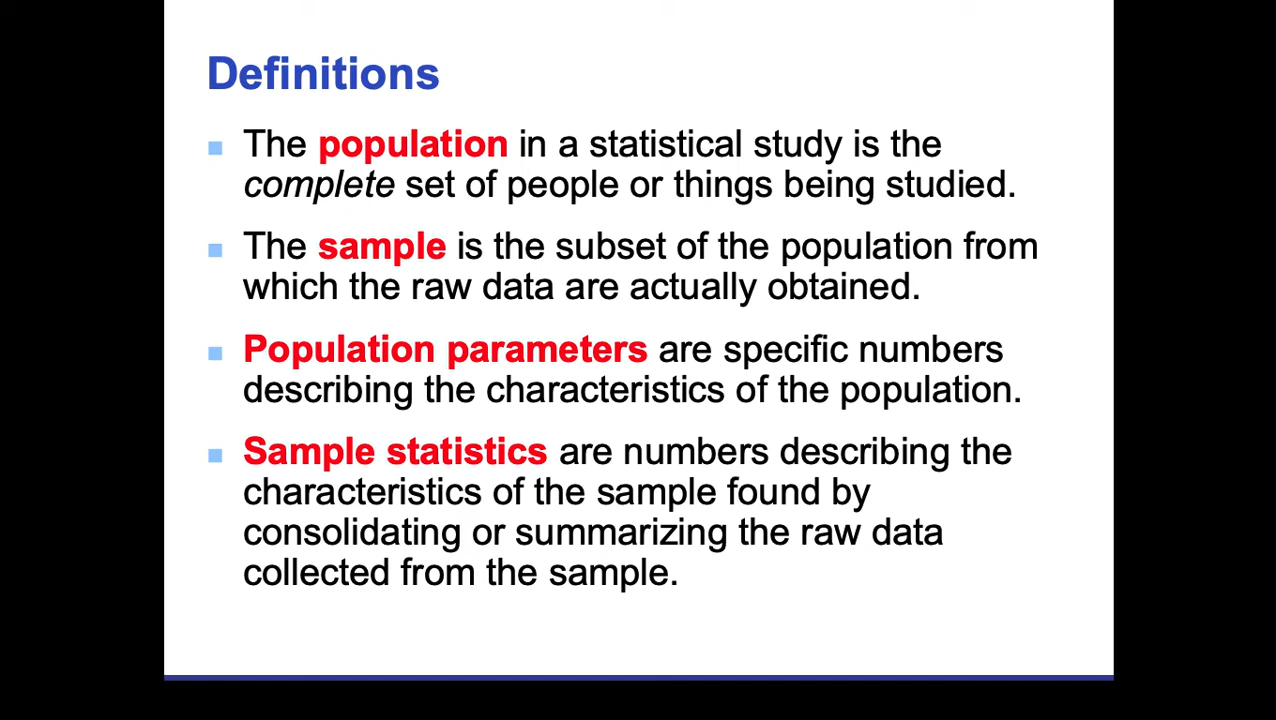 Definitions
The population in a statistical study is the
complete set of people or things being studied.
The sample is the subset of the population from
which the raw data are actually obtained.
Population parameters are specific numbers
describing the characteristics of the population.
Sample statistics are numbers describing the
characteristics of the sample found by
consolidating or summarizing the raw data
collected from the sample.